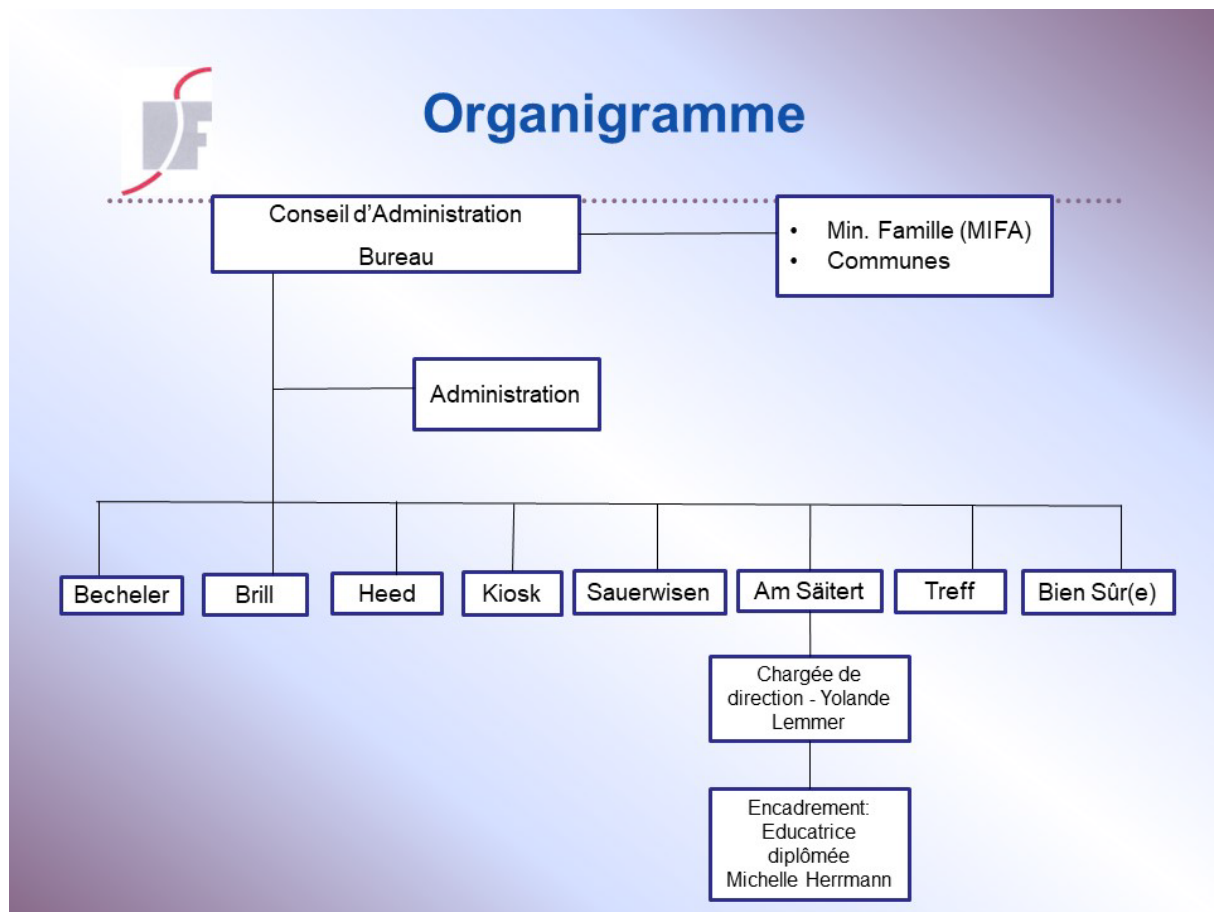 Organigramme
Conseil d'Administration
Bureau
• Min. Famille (MIFA)
• Communes
Administration
Becheler
Brill
Heed
Kiosk
Sauerwisen
Am Säitert
Treff
Bien Sûr(e)
Chargée de
direction - Yolande
Lemmer
Encadrement:
Educatrice
diplômée
Michelle Herrmann